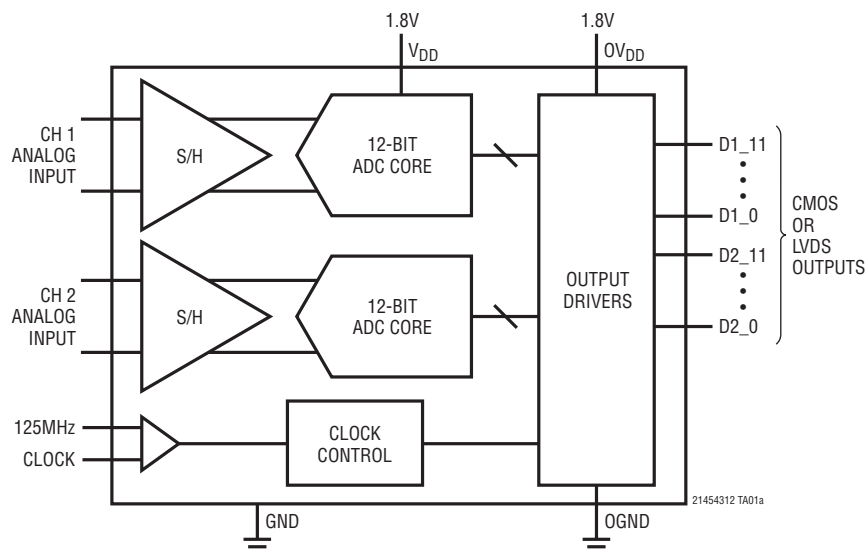 1.8V
1.8V
VDD
OVDD
CH 1
ANALOG
INPUT
S/H
12-BIT
ADC CORE
D1_11
D1_0
CH 2
ANALOG
INPUT
S/H
12-BIT
ADC CORE
OUTPUT
DRIVERS
D2_11
D2_0
CMOS
OR
LVDS
OUTPUTS
125MHz
CLOCK
CLOCK
CONTROL
GND
OGND
21454312 TA01a